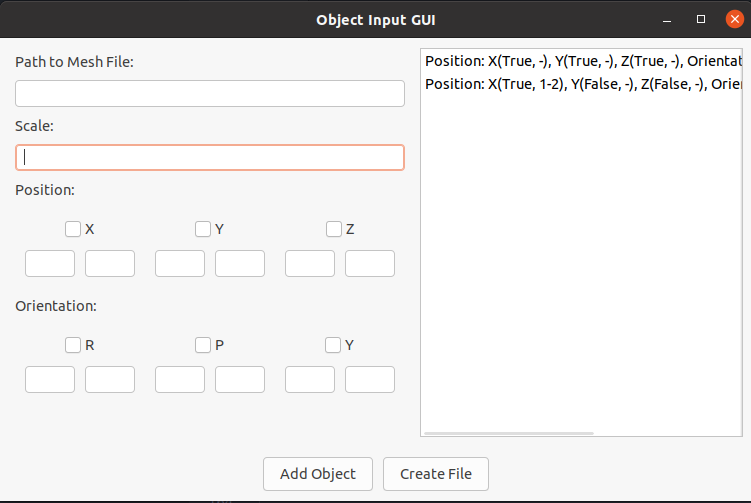 Object Input GUI
Path to Mesh File:
Scale:
Position:
X Y Z
Orientation:
R P Y
Position: X(True, -), Y(True, -), Z(True, -), Orientat
Position: X(True, 1-2), Y(False, -), Z(False, -), Orie
Add Object Create File